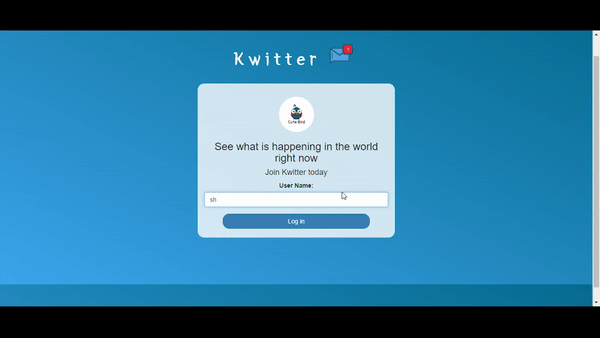 Kwitter
1
Cute Bird
See what is happening in the world
right now
Join Kwitter today
User Name:
sh
Log in